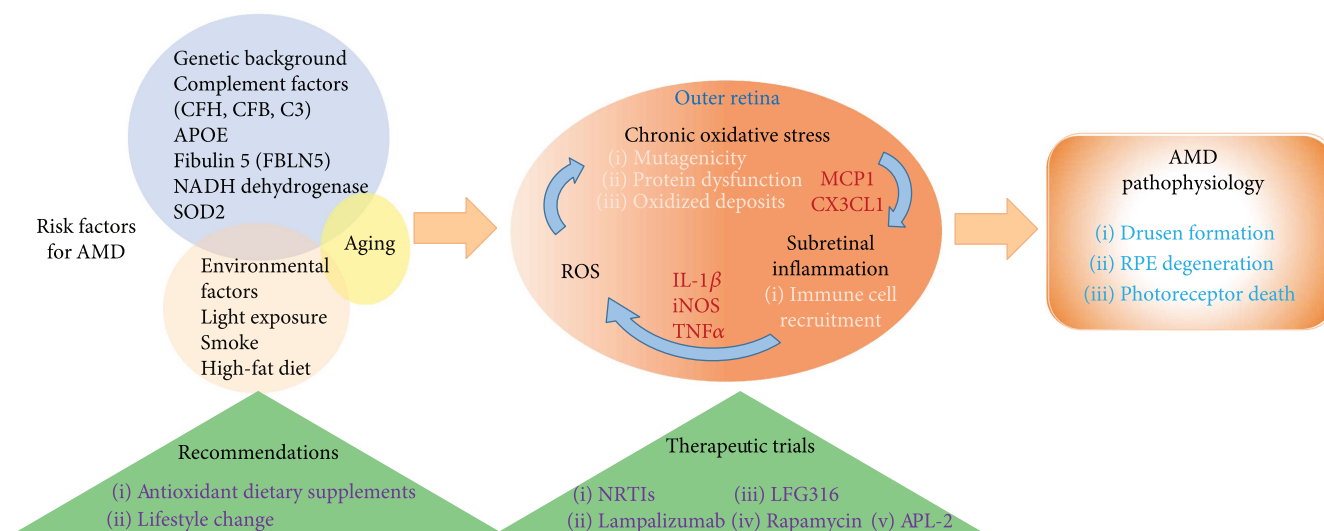 Risk factors
for AMD
Genetic background
Complement factors
(CFH, CFB, C3)
APOE
Fibulin 5 (FBLN5)
NADH dehydrogenase
SOD2
Aging
Environmental
factors
Light exposure
Smoke
High-fat diet
Recommendations
(i) Antioxidant dietary supplements
(ii) Lifestyle change
Outer retina
Chronic oxidative stress
(i) Mutagenicity
(ii) Protein dysfunction
(iii) Oxidized deposits
MCP1
CX3CL1
Subretinal
inflammation
(i) Immune cell
recruitment
IL-1β
iNOS
TNFα
ROS
Therapeutic trials
(i) NRTIs
(ii) Lampalizumab
(iii) LFG316
(iv) Rapamycin
(v) APL-2
AMD
pathophysiology
(i) Drusen formation
(ii) RPE degeneration
(iii) Photoreceptor death